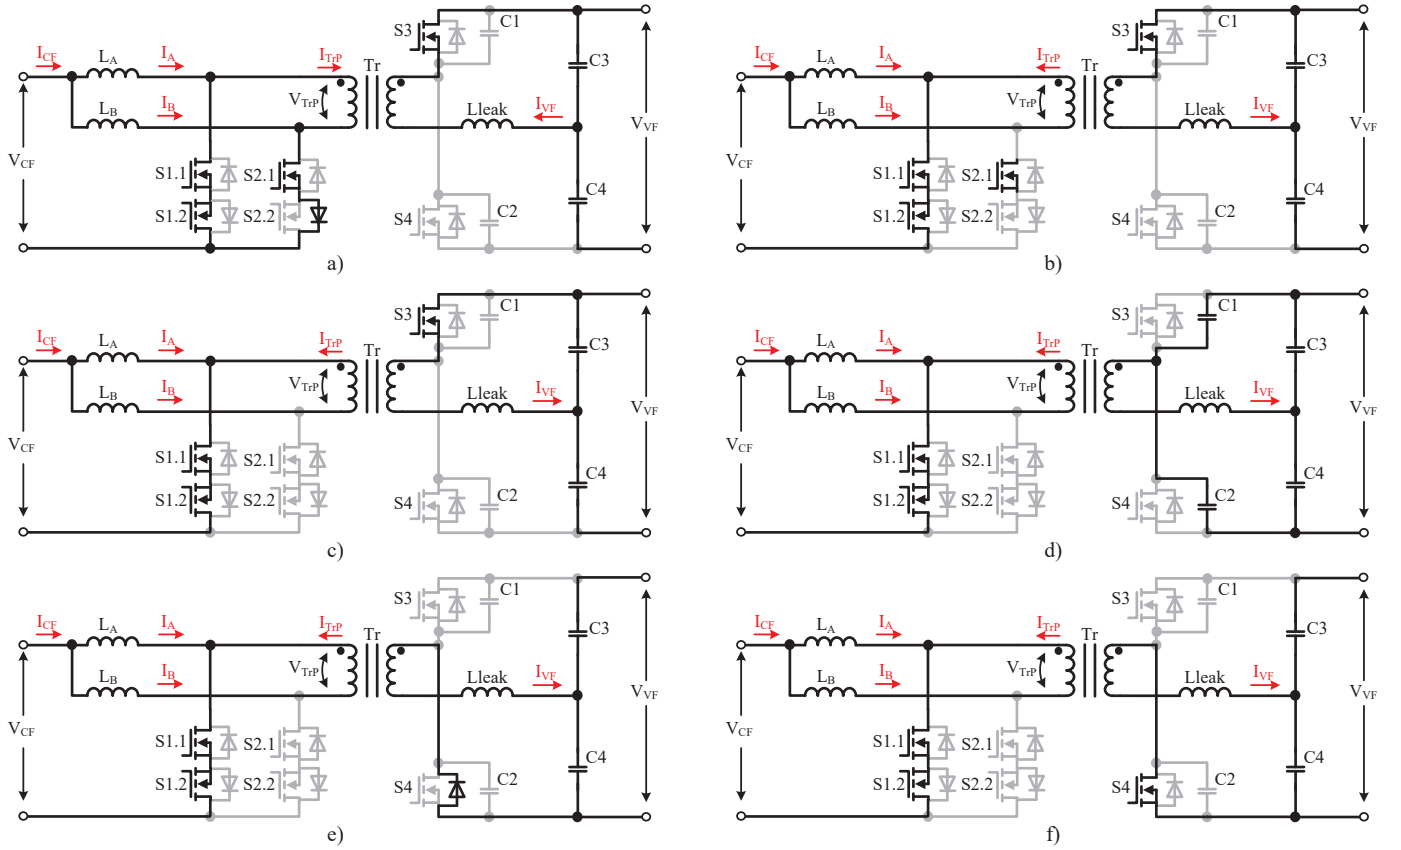 S3 C1 S3 C1
I_CF L_A I_A I_TrP Tr C3 I_CF L_A I_A I_TrP Tr C3
L_B I_B V_TrP Lleak I_VF V_VF L_B I_B V_TrP Lleak I_VF V_VF
V_CF S1.1 S2.1 C4 V_CF S1.1 S2.1 C4
S1.2 S2.2 S4 C2 S1.2 S2.2 S4 C2
a) b)
S3 C1 S3 C1
I_CF L_A I_A I_TrP Tr C3 I_CF L_A I_A I_TrP Tr C3
L_B I_B V_TrP Lleak I_VF V_VF L_B I_B V_TrP Lleak I_VF V_VF
V_CF S1.1 S2.1 C4 V_CF S1.1 S2.1 C4
S1.2 S2.2 S4 C2 S1.2 S2.2 S4 C2
c) d)
S3 C1 S3 C1
I_CF L_A I_A I_TrP Tr C3 I_CF L_A I_A I_TrP Tr C3
L_B I_B V_TrP Lleak I_VF V_VF L_B I_B V_TrP Lleak I_VF V_VF
V_CF S1.1 S2.1 C4 V_CF S1.1 S2.1 C4
S1.2 S2.2 S4 C2 S1.2 S2.2 S4 C2
e) f)